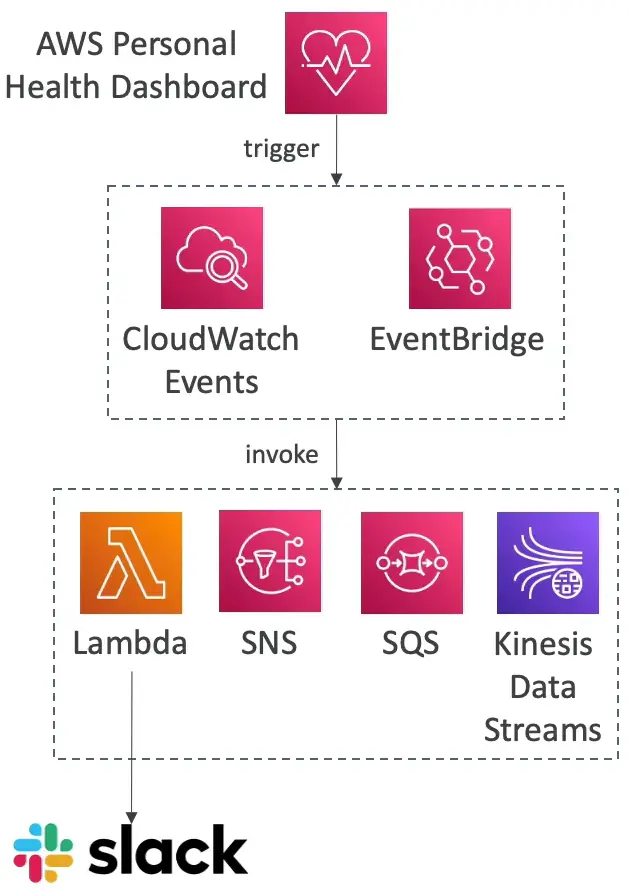 AWS Personal
Health Dashboard
trigger
CloudWatch
Events
EventBridge
invoke
Lambda
SNS
SQS
Kinesis
Data
Streams
slack